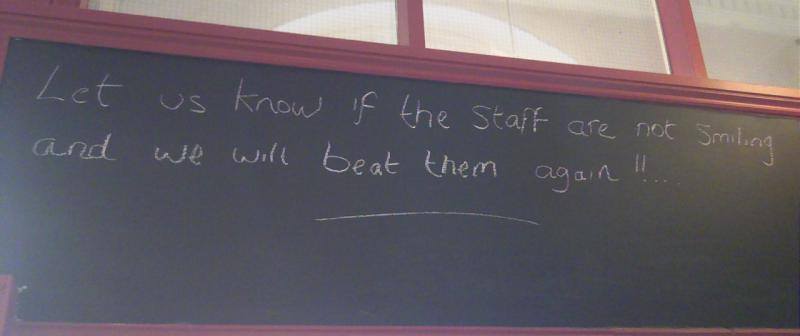 Let us know if the staff are not smiling
and we will beat them again!!....